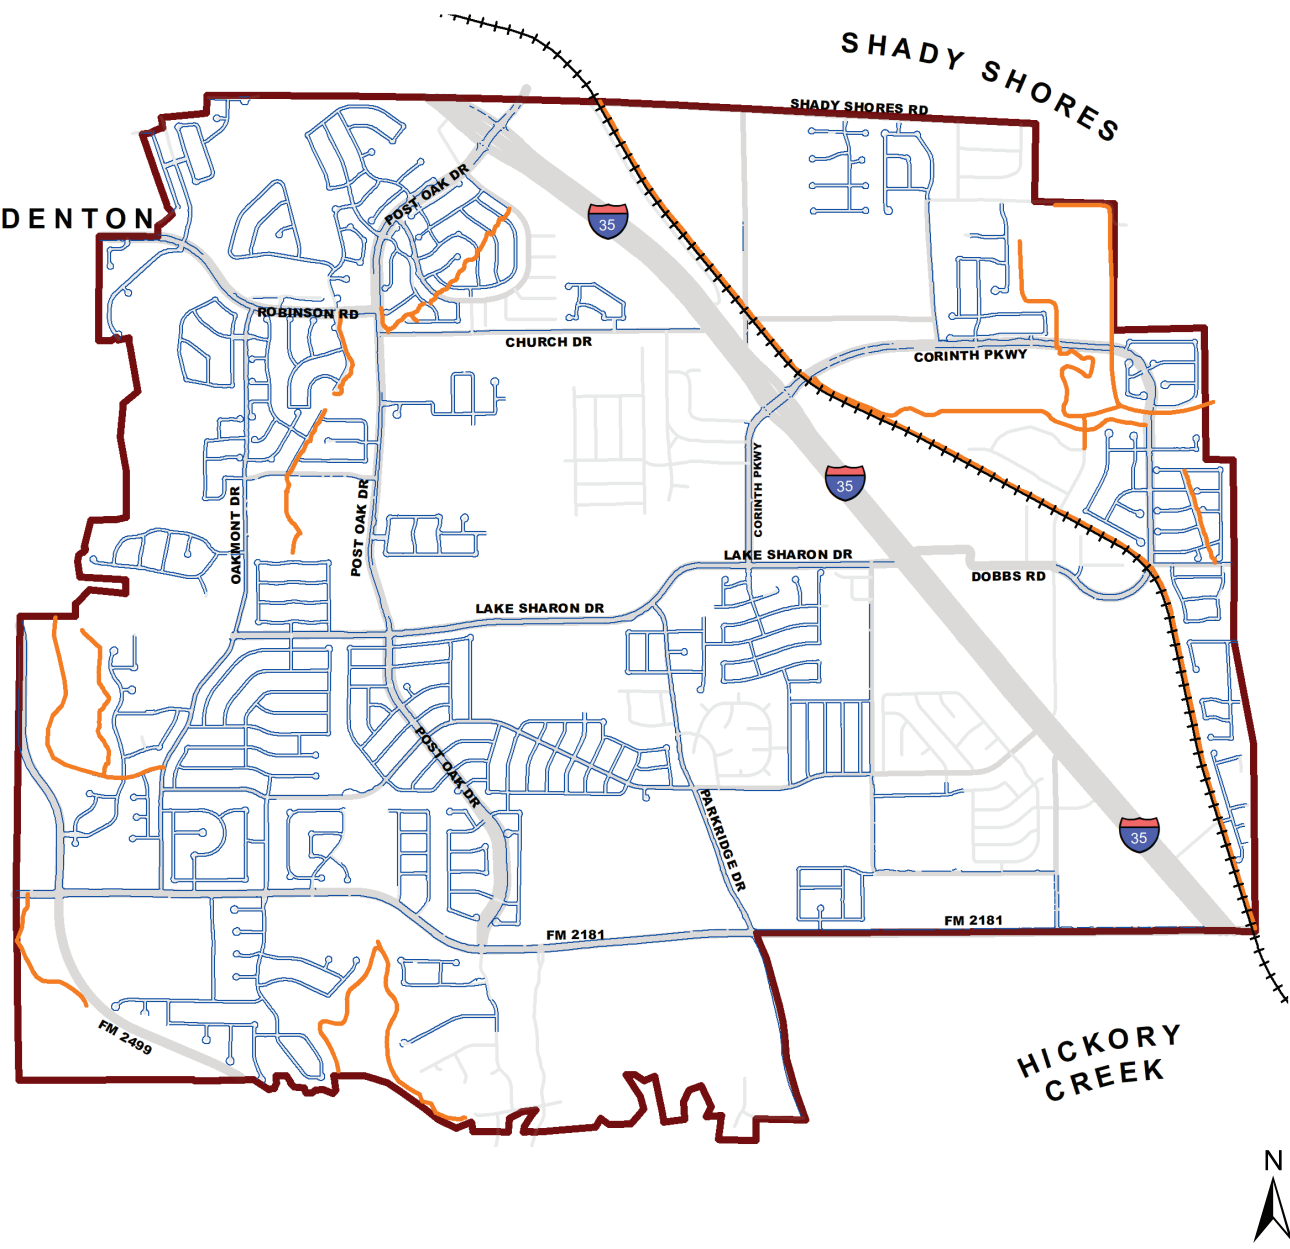 SHADY SHORES
SHADY SHORES RD
DENTON
POST OAK DR
35
ROBINSON RD
CHURCH DR
CORINTH PKWY
CORINTH PKWY
35
OAKMONT DR
POST OAK DR
LAKE SHARON DR
DOBBS RD
LAKE SHARON DR
POST OAK DR
PARKRIDGE DR
35
FM 2181
FM 2181
FM 2499
HICKORY
CREEK
N